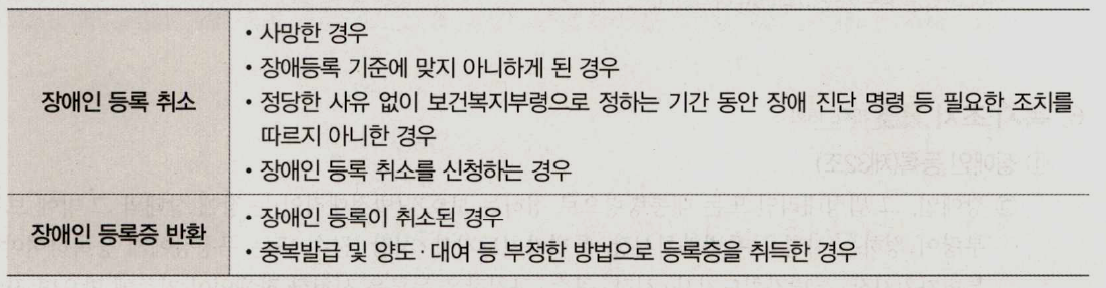 장애인 등록 취소
• 사망한 경우
• 장애등록 기준에 맞지 아니하게 된 경우
• 정당한 사유 없이 보건복지부령으로 정하는 기간 동안 장애 진단 명령 등 필요한 조치를
따르지 아니한 경우
• 장애인 등록 취소를 신청하는 경우
장애인 등록증 반환
• 장애인 등록이 취소된 경우
• 중복발급 및 양도·대여 등 부정한 방법으로 등록증을 취득한 경우